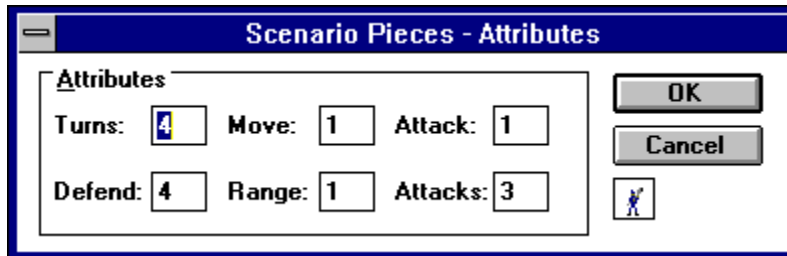 Scenario Pieces - Attributes
Attributes
Turns: 4 Move: 1 Attack: 1
Defend: 4 Range: 1 Attacks: 3
OK
Cancel